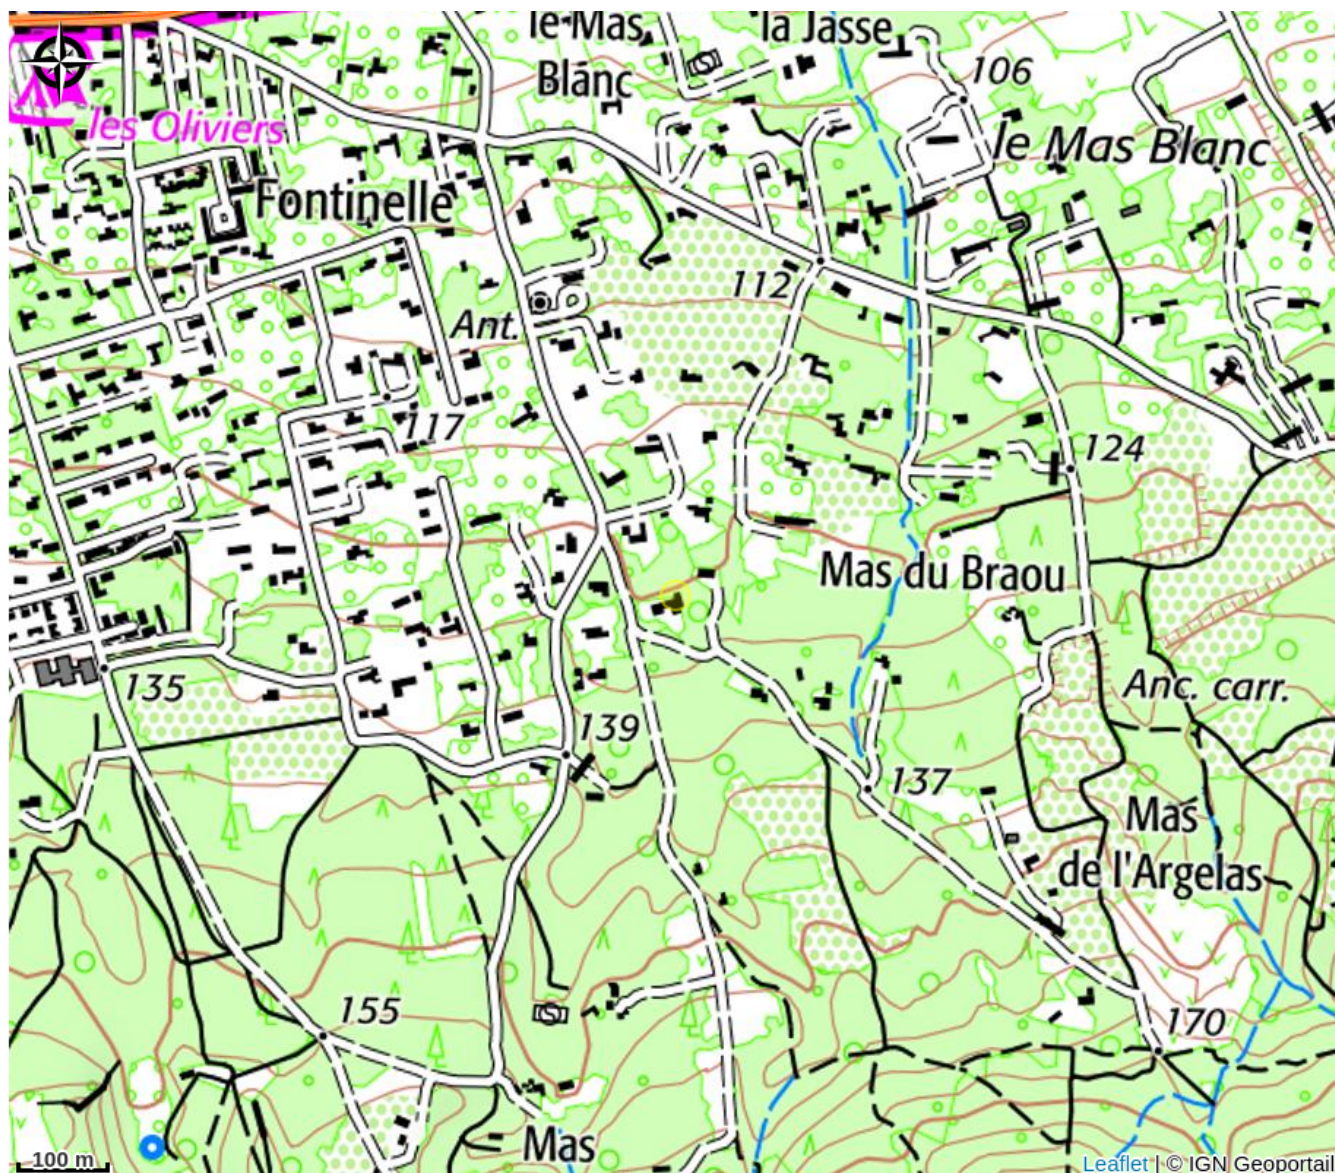 le Mas
Blanc
la Jasse
106
les Oliviers
le Mas Blanc
Fontinelle
112
Ant.
117
124
Mas du Braou
135
Anc. carr.
139
137
Mas
de l'Argelas
155
170
Mas
100 m
Leaflet | © IGN Geoportail